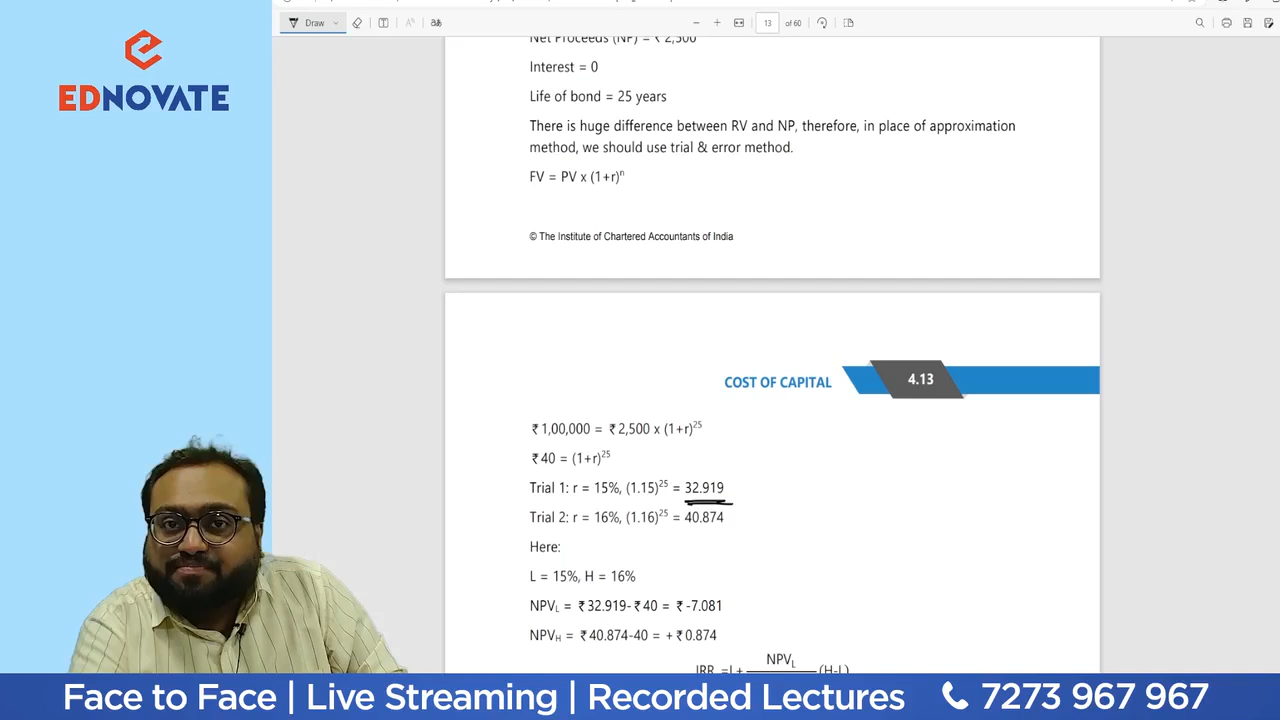 Draw
13 of 60
EDNOVATE
Net Proceeds (NP) = ₹ 2,500
Interest = 0
Life of bond = 25 years
There is huge difference between RV and NP, therefore, in place of approximation
method, we should use trial & error method.
FV = PV x (1+r)ⁿ
© The Institute of Chartered Accountants of India
COST OF CAPITAL 4.13
₹ 1,00,000 = ₹ 2,500 x (1+r)²⁵
₹ 40 = (1+r)²⁵
Trial 1: r = 15%, (1.15)²⁵ = 32.919
Trial 2: r = 16%, (1.16)²⁵ = 40.874
Here:
L = 15%, H = 16%
NPVL = ₹ 32.919- ₹ 40 = ₹ -7.081
NPVH = ₹ 40.874-40 = + ₹ 0.874
NPVL
IRR =L+ (H-L)
Face to Face | Live Streaming | Recorded Lectures 7273 967 967